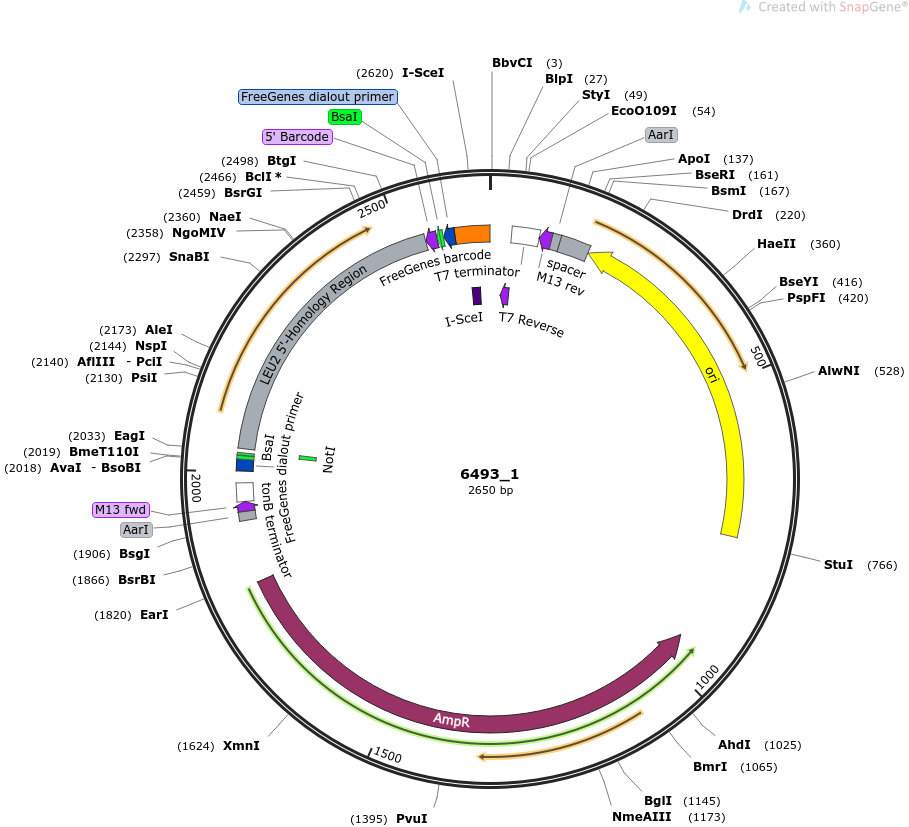 Created with SnapGene®
(2620) I-SceI
BbvCI (3)
BlpI (27)
StyI (49)
EcoO109I (54)
AarI
ApoI (137)
BseRI (161)
BsmI (167)
DrdI (220)
HaeII (360)
BseYI (416)
PspFI (420)
AlwNI (528)
StuI (766)
AhdI (1025)
BmrI (1065)
BglI (1145)
NmeAIII (1173)
(1395) PvuI
(1624) XmnI
(1820) EarI
(1866) BsrBI
(1906) BsgI
AarI
M13 fwd
(2018) AvaI - BsoBI
(2019) BmeT110I
(2033) EagI
(2130) PsiI
(2140) AflIII - PciI
(2144) NspI
(2173) AleI
(2297) SnaBI
(2358) NgoMIV
(2360) NaeI
(2459) BsrGI
(2466) BclI *
(2498) BtgI
5' Barcode
BsaI
FreeGenes dialout primer
500
1000
1500
2000
2500
FreeGenes barcode
T7 terminator
spacer
M13 rev
I-SceI
T7 Reverse
LEU2 5'-Homology Region
ori
BsaI
FreeGenes dialout primer
NotI
tonB terminator
AmpR
6493_1
2650 bp